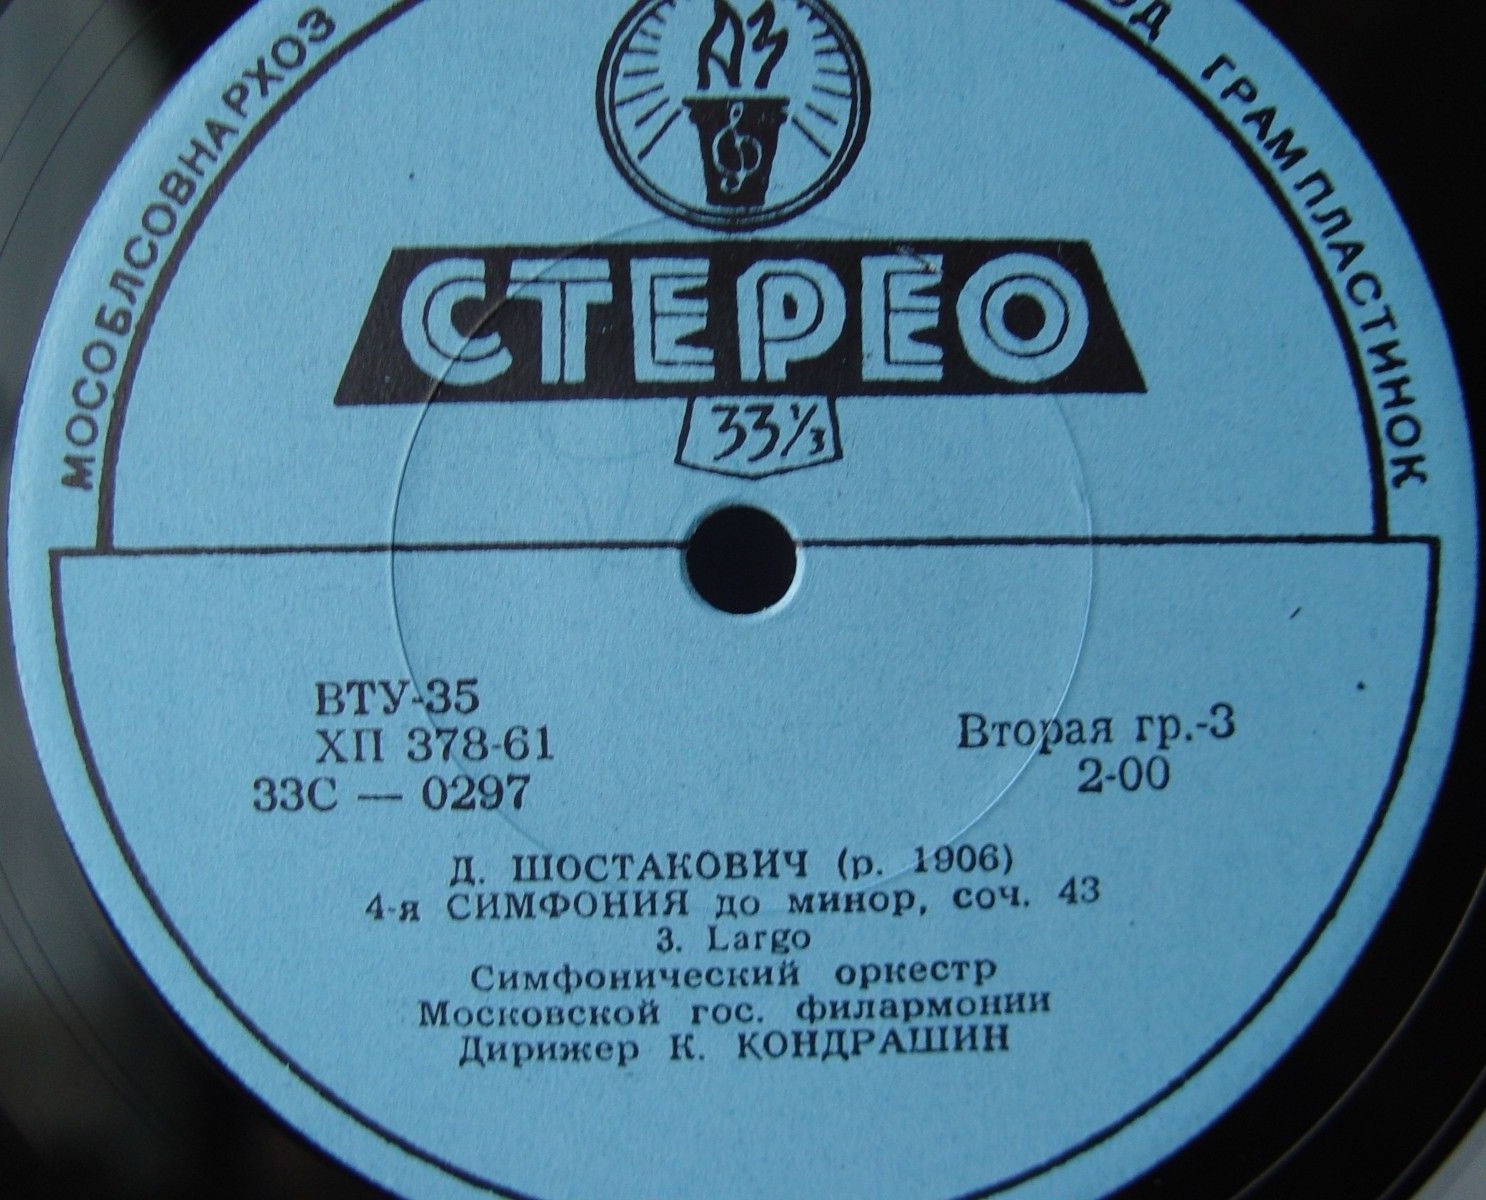 МОСОБЛСОВНАРХОЗ
ГРАМПЛАСТИНОК
АЗ
СТЕРЕО
33⅓
ВТУ-35
ХП 378-61
33С — 0297
Вторая гр.-3
2-00
Д. ШОСТАКОВИЧ (р. 1906)
4-я СИМФОНИЯ до минор, соч. 43
3. Largo
Симфонический оркестр
Московской гос. филармонии
Дирижер К. КОНДРАШИН